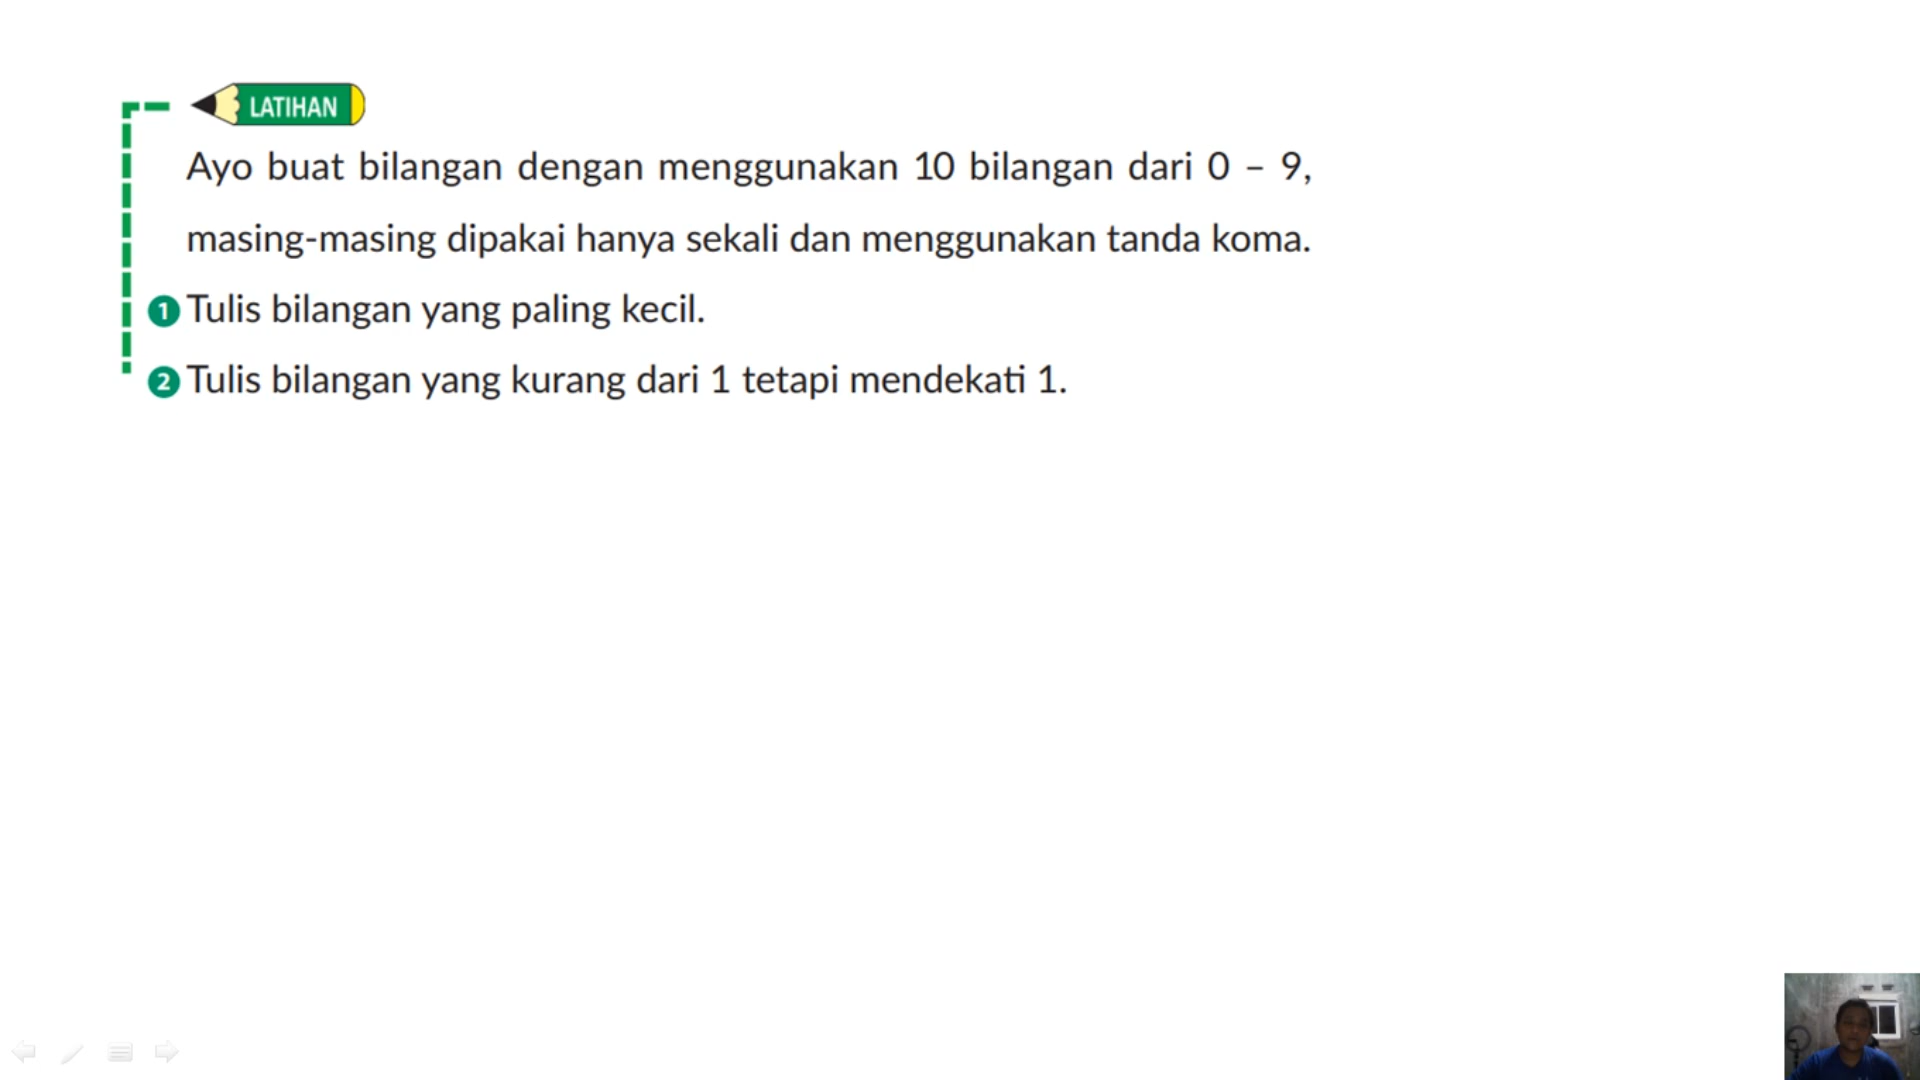 LATIHAN
Ayo buat bilangan dengan menggunakan 10 bilangan dari 0 – 9,
masing-masing dipakai hanya sekali dan menggunakan tanda koma.
1 Tulis bilangan yang paling kecil.
2 Tulis bilangan yang kurang dari 1 tetapi mendekati 1.